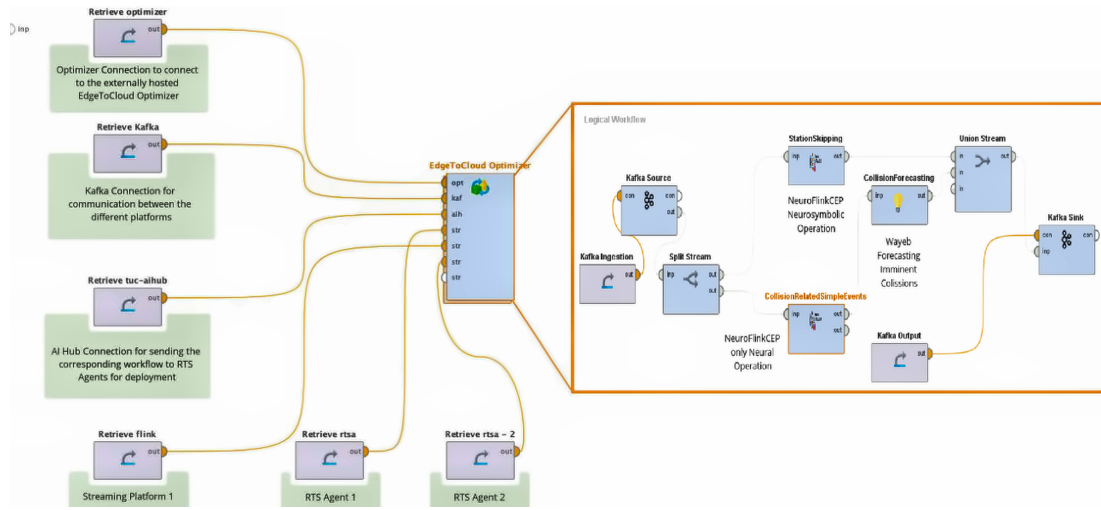 inp
Retrieve optimizer
out
Optimizer Connection to connect
to the externally hosted
EdgeToCloud Optimizer
Retrieve Kafka
out
Kafka Connection for
communication between the
different platforms
Retrieve tuc-aihub
out
AI Hub Connection for sending the
corresponding workflow to RTS
Agents for deployment
Retrieve flink
out
Streaming Platform 1
Retrieve rtsa
out
RTS Agent 1
Retrieve rtsa - 2
out
RTS Agent 2
EdgeToCloud Optimizer
opt
kaf
aih
str
str
str
str
Logical Workflow
Kafka Source
con
con
out
Kafka Ingestion
out
Split Stream
inp
out
out
StationSkipping
inp
out
NeuroFlinkCEP
Neurosymbolic
Operation
CollisionRelatedSimpleEvents
inp
out
out
NeuroFlinkCEP
only Neural
Operation
CollisionForecasting
inp
out
Wayeb
Forecasting
Imminent
Colissions
Union Stream
in
in
in
out
Kafka Output
out
Kafka Sink
con
inp
con